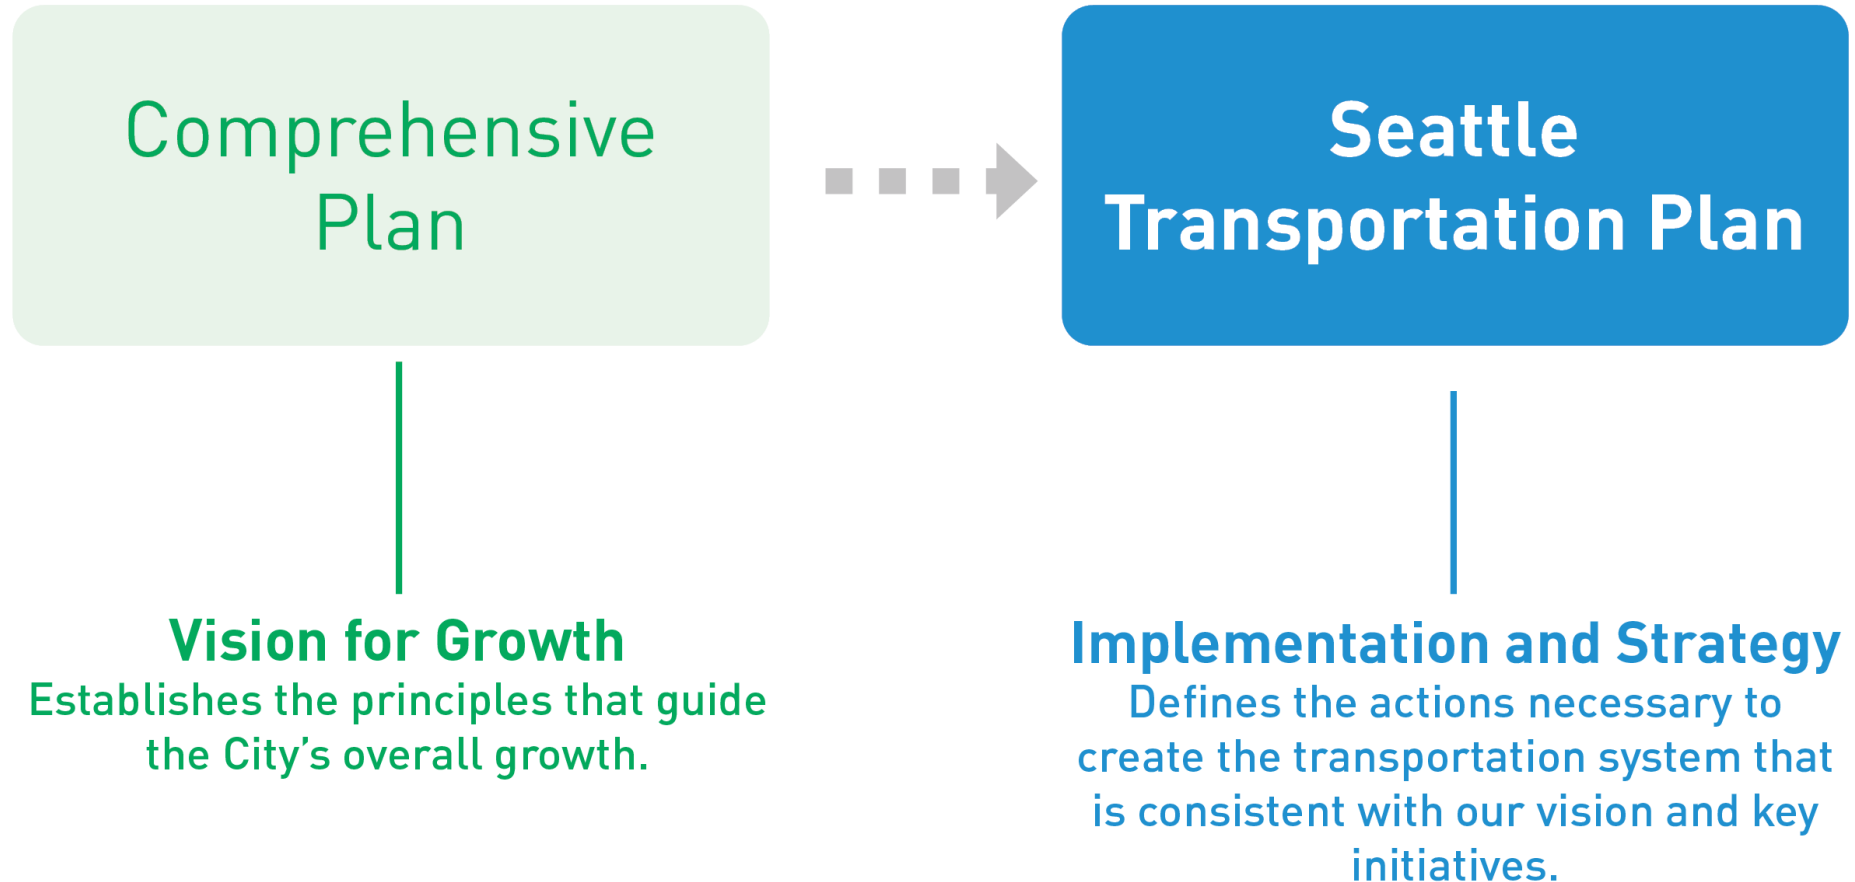 Comprehensive
Plan
Seattle
Transportation Plan
Vision for Growth
Establishes the principles that guide
the City’s overall growth.
Implementation and Strategy
Defines the actions necessary to
create the transportation system that
is consistent with our vision and key
initiatives.